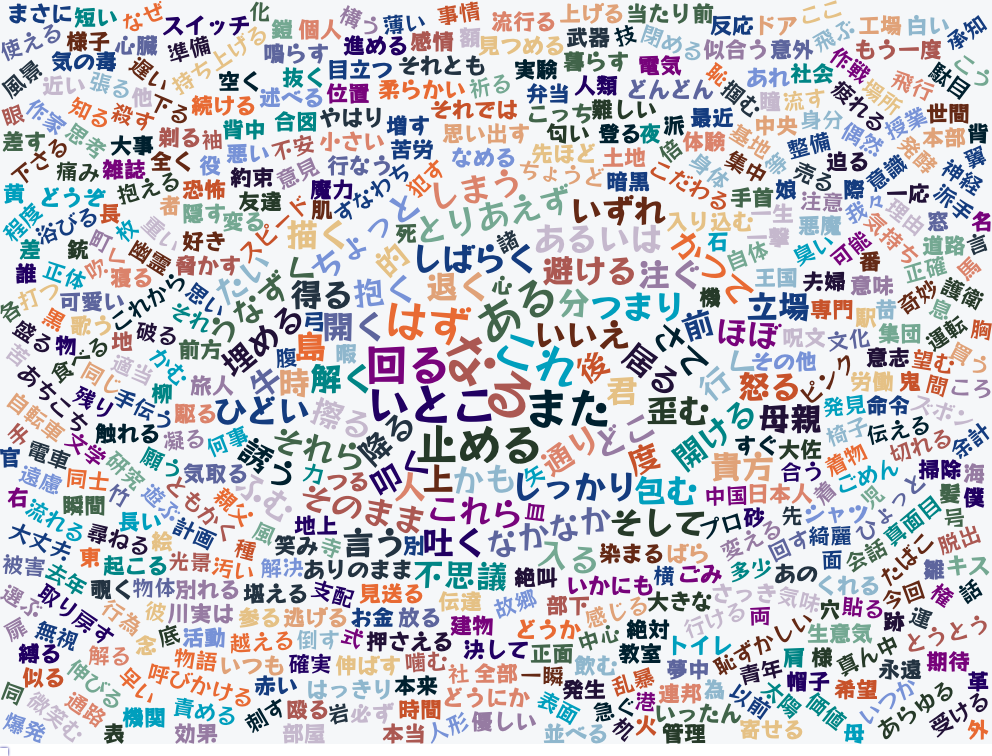 まさに 短い なぜ スイッチ 化 鎧 個人 構う 薄い 事情 流行る 上げる 当たり前 反応 ドア ここ 工場 白い 承知
使える 様子 心臓 準備 持ち上げる 鳴らす 進める 感情 額 見つめる 武器 技 閉める 似合う 意外 飛ぶ 作戦 もう一度
風景 気の毒 遅い 空く 抜く 目立つ それとも 実験 暮らす 電気 恥 あれ 社会 疲れる 場所 飛行 駄目 こう
近い 張る 他 下る 続ける 述べる 位置 柔らかい 祈る 弁当 人類 どんどん 掴む 瞳 流す 世間
眼 作家 知る 殺す 剃る 袖 背中 合図 やはり 増す それでは こっち 難しい 最近 基地 中央 身分 偶然 授業 本部 背
差す 思考 大事 全く 悪い 不安 小さい 苦労 思い出す 匂い 登る 夜 派 倍 体験 集中 等 整備 迫る 発酵 翼
下さる 痛み 雑誌 役 約束 意見 行なう なめる 先ほど 土地 こだわる 身体 売る 際 意識 神経
黄 どうぞ 抱える 恐怖 友達 魔力 すなわち 犯す しまう ちょうど 暗黒 手首 娘 注意 我々 一応 派手
程度 浴びる 長 枚 者 隠す 変る スピード 肌 ちょっと 死 とりあえず いずれ 入り込む 一生 悪魔 理由 窓 名
差 銃 町 重い 好き 描く 的 しばらく 諸 あるいは かつて 石 一撃 臭い 可能 気持ち 道路 言
誰 正体 呼ぶ 幽霊 寝る 脅かす たい 得る 抱く 退く 心 避ける 注ぐ 自体 王国 夫婦 意味 番 正確 馬
各 打つ 可愛い これから 思い それ うなず く 弓 開く はず ある 分 つまり 機 立場 専門 駅 昔 奇妙 護衛
盛る 黒 歌う 地 破る 前方 埋める 腹 島 暇 いいえ さて 前 ほぼ 呪文 文化 集団 息 運転 胸
苦 物 食べる 同じ 適当 かむ 旅人 牛 時 解く 回る む これ 後 居る 行く その他 意志 望む 買う
あちこち 残り 手伝う 柳 駆る ひどい 擦る いとこ る また 君 歪む 怒る ピンク 労働 鬼 間 ころ
自転車 文学 触れる 凝る 何事 誘う それら 降る 止める 通り どこ 度 開ける 母親 発見 命令 ズボン
手 電車 研究 願う 気取る 力 つる 叩く 人 上 かも 矢 しっかり 包む 貴方 すぐ 大佐 椅子 伝える 切れる 余計
官 遠慮 同士 竹 遊ぶ ともかく 親父 ふむ そのまま これら 目 なかなか そして 中国 日本人 合う 着 着物 ごめん 掃除 海
右 流れる 瞬間 長い 計画 種 風 地上 言う 別 吐く 入る プロ 砂 先 シャツ 児 ひょっと 真面目 髪 僕
大丈夫 尋ねる 絵 汚い 笑み 寺 不思議 染まる ばら 変える 回す 綺麗 会話 たばこ 号 脱出
被害 去年 東 起こる 光景 解決 ありのまま 絶叫 いかにも 横 ごみ 多少 あの 面 くれる 今回 雛 キス
選ぶ 取り戻す 覗く 物体 別れる 堪える 支配 見送る 伝達 故郷 部下 感じる 大きな さっき 気味 穴 貼る 権 話
扉 無視 行為 彼 川 実は 参る 逃げる お金 放る 建物 どうか 中心 絶対 行ける 両 生意気 跡 運
縛る 念 底 活動 越える 倒す 式 押さえる 決して 正面 飲む 教室 トイレ 恥ずかしい 真ん中 とうとう
似る 解る 早い 物語 いつも 確実 伸ばす 噛む 社 全部 一瞬 乱暴 夢中 青年 肩 様 永遠 期待
同 微笑む 伸びる 呼びかける 赤い はっきり 本来 どうにか 発生 港 連邦 為 以前 太陽 帽子 希望 いつか 革
通路 機関 責める 刺す 殴る 岩 必ず 時間 人形 優しい 表面 急ぐ 火 いったん 価値 あらゆる 受ける
爆発 表 効果 部屋 本当 並べる 机 管理 寄せる 母 外